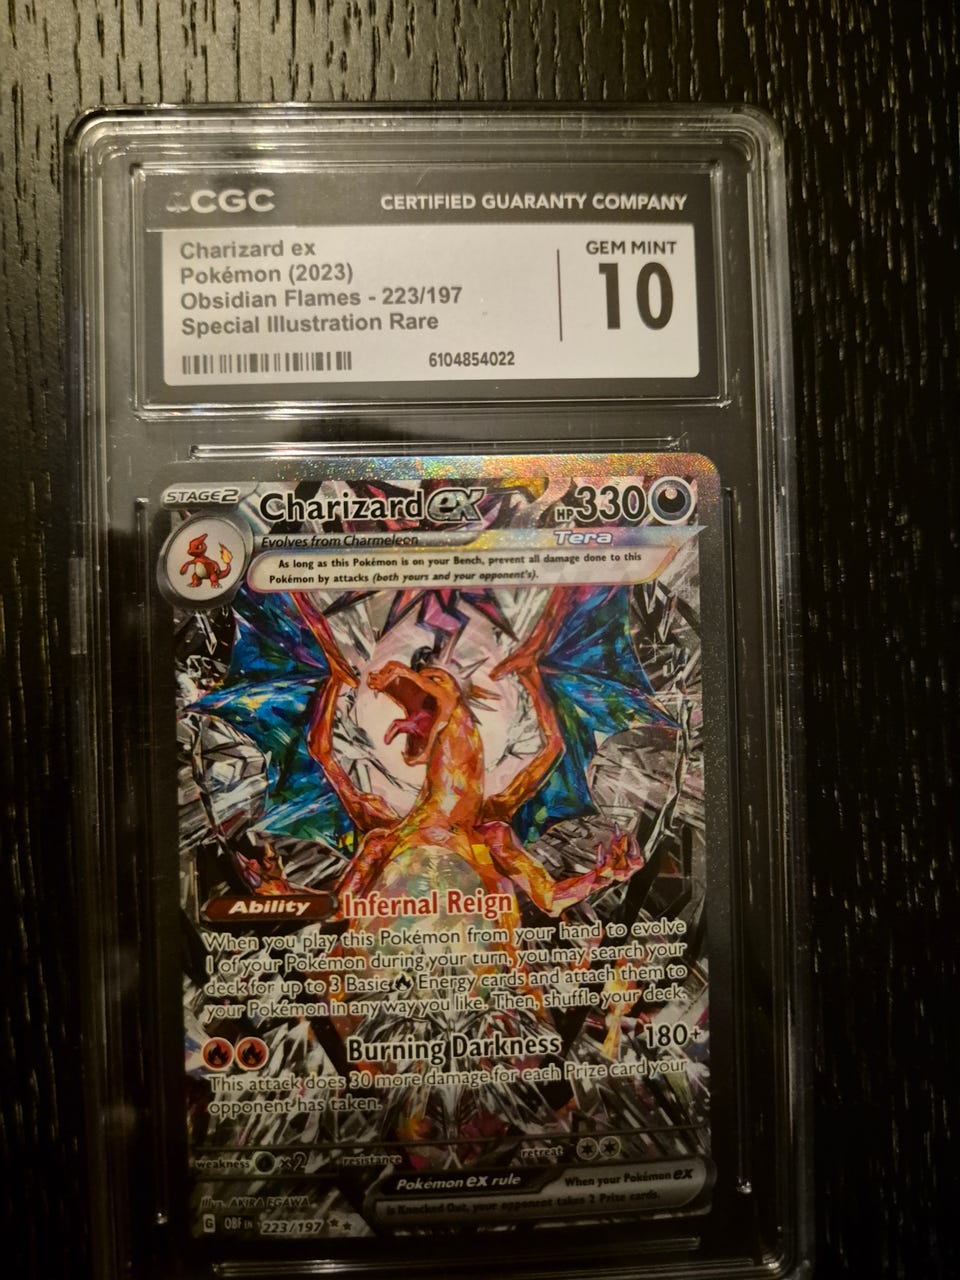 CGC CERTIFIED GUARANTY COMPANY
Charizard ex
Pokémon (2023)
Obsidian Flames - 223/197
Special Illustration Rare
GEM MINT
10
6104854022
STAGE 2 Charizard ex HP 330
Evolves from Charmeleon Tera
As long as this Pokémon is on your Bench, prevent all damage done to this
Pokémon by attacks (both yours and your opponent's).
Ability Infernal Reign
When you play this Pokémon from your hand to evolve
1 of your Pokémon during your turn, you may search your
deck for up to 3 Basic Energy cards and attach them to
your Pokémon in any way you like. Then, shuffle your deck.
Burning Darkness 180+
This attack does 30 more damage for each Prize card your
opponent has taken.
weakness ×2 resistance retreat
Pokémon ex rule When your Pokémon ex
is Knocked Out, your opponent takes 2 Prize cards.
Illus. AKIRA EGAWA
G OBF EN 223/197